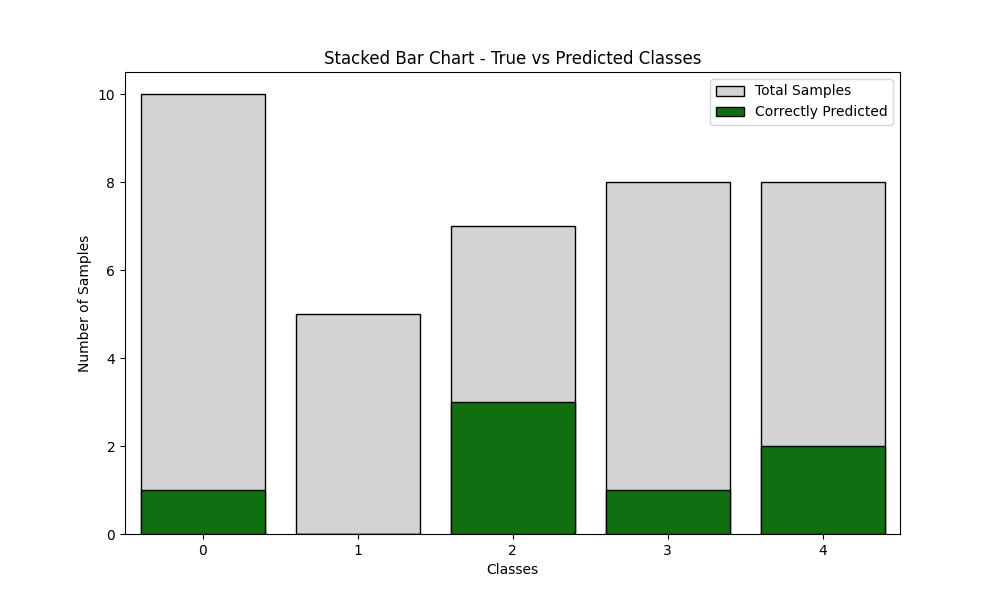 Stacked Bar Chart - True vs Predicted Classes
Total Samples
Correctly Predicted
Number of Samples
10
8
6
4
2
0
0 1 2 3 4
Classes